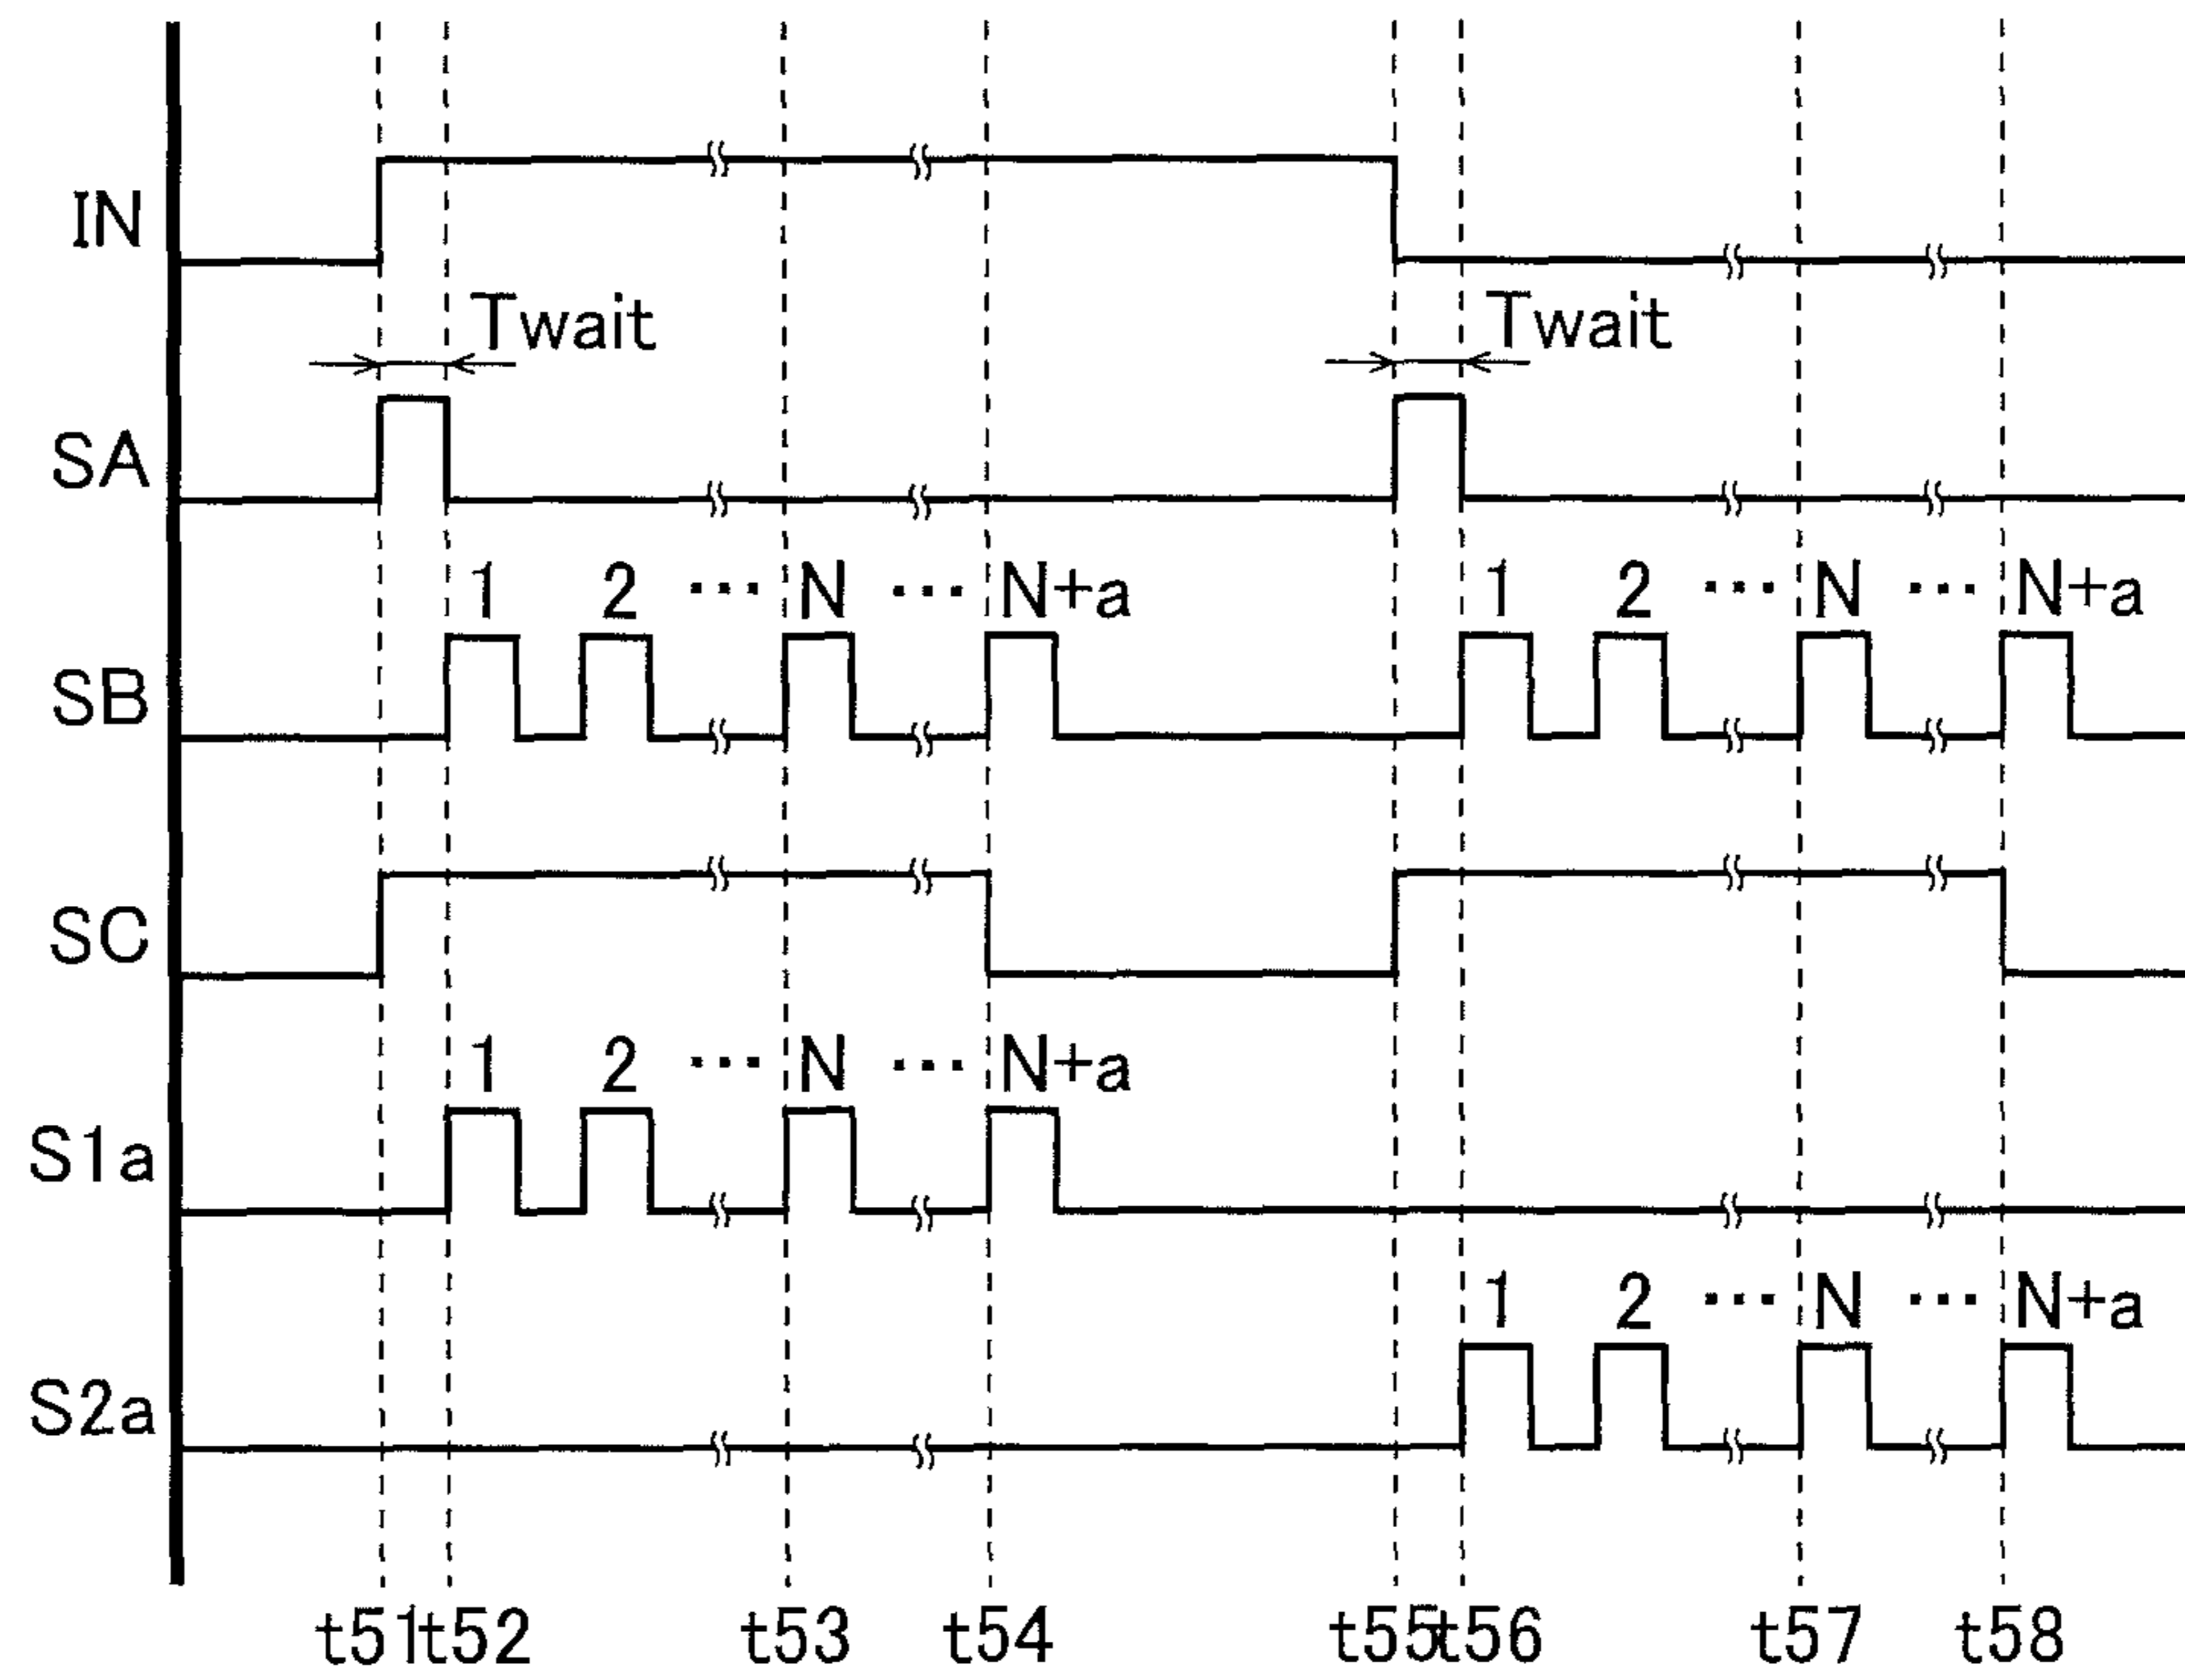 IN
Twait Twait
SA
1 2 ··· N ··· N+a 1 2 ··· N ··· N+a
SB
SC
1 2 ··· N ··· N+a
S1a
1 2 ··· N ··· N+a
S2a
t51 t52 t53 t54 t55 t56 t57 t58